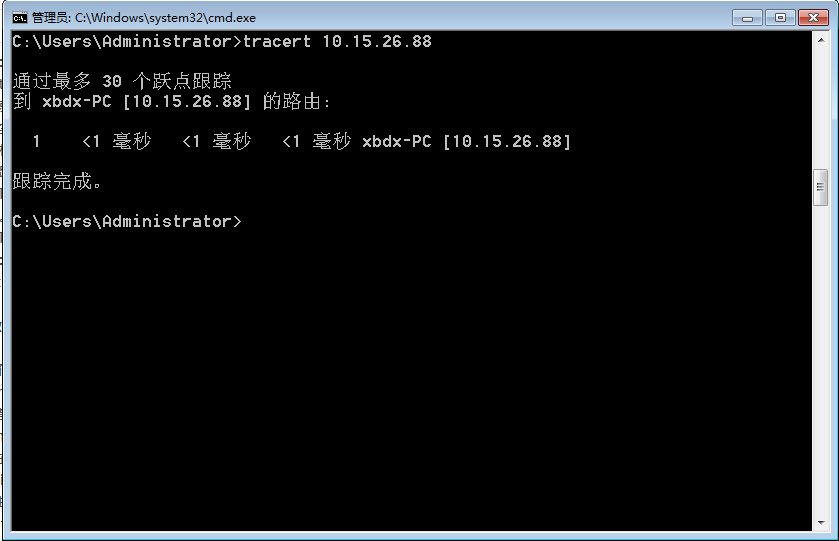 管理员: C:\Windows\system32\cmd.exe
C:\Users\Administrator>tracert 10.15.26.88
通过最多 30 个跃点跟踪
到 xbdx-PC [10.15.26.88] 的路由:
1 <1 毫秒 <1 毫秒 <1 毫秒 xbdx-PC [10.15.26.88]
跟踪完成。
C:\Users\Administrator>